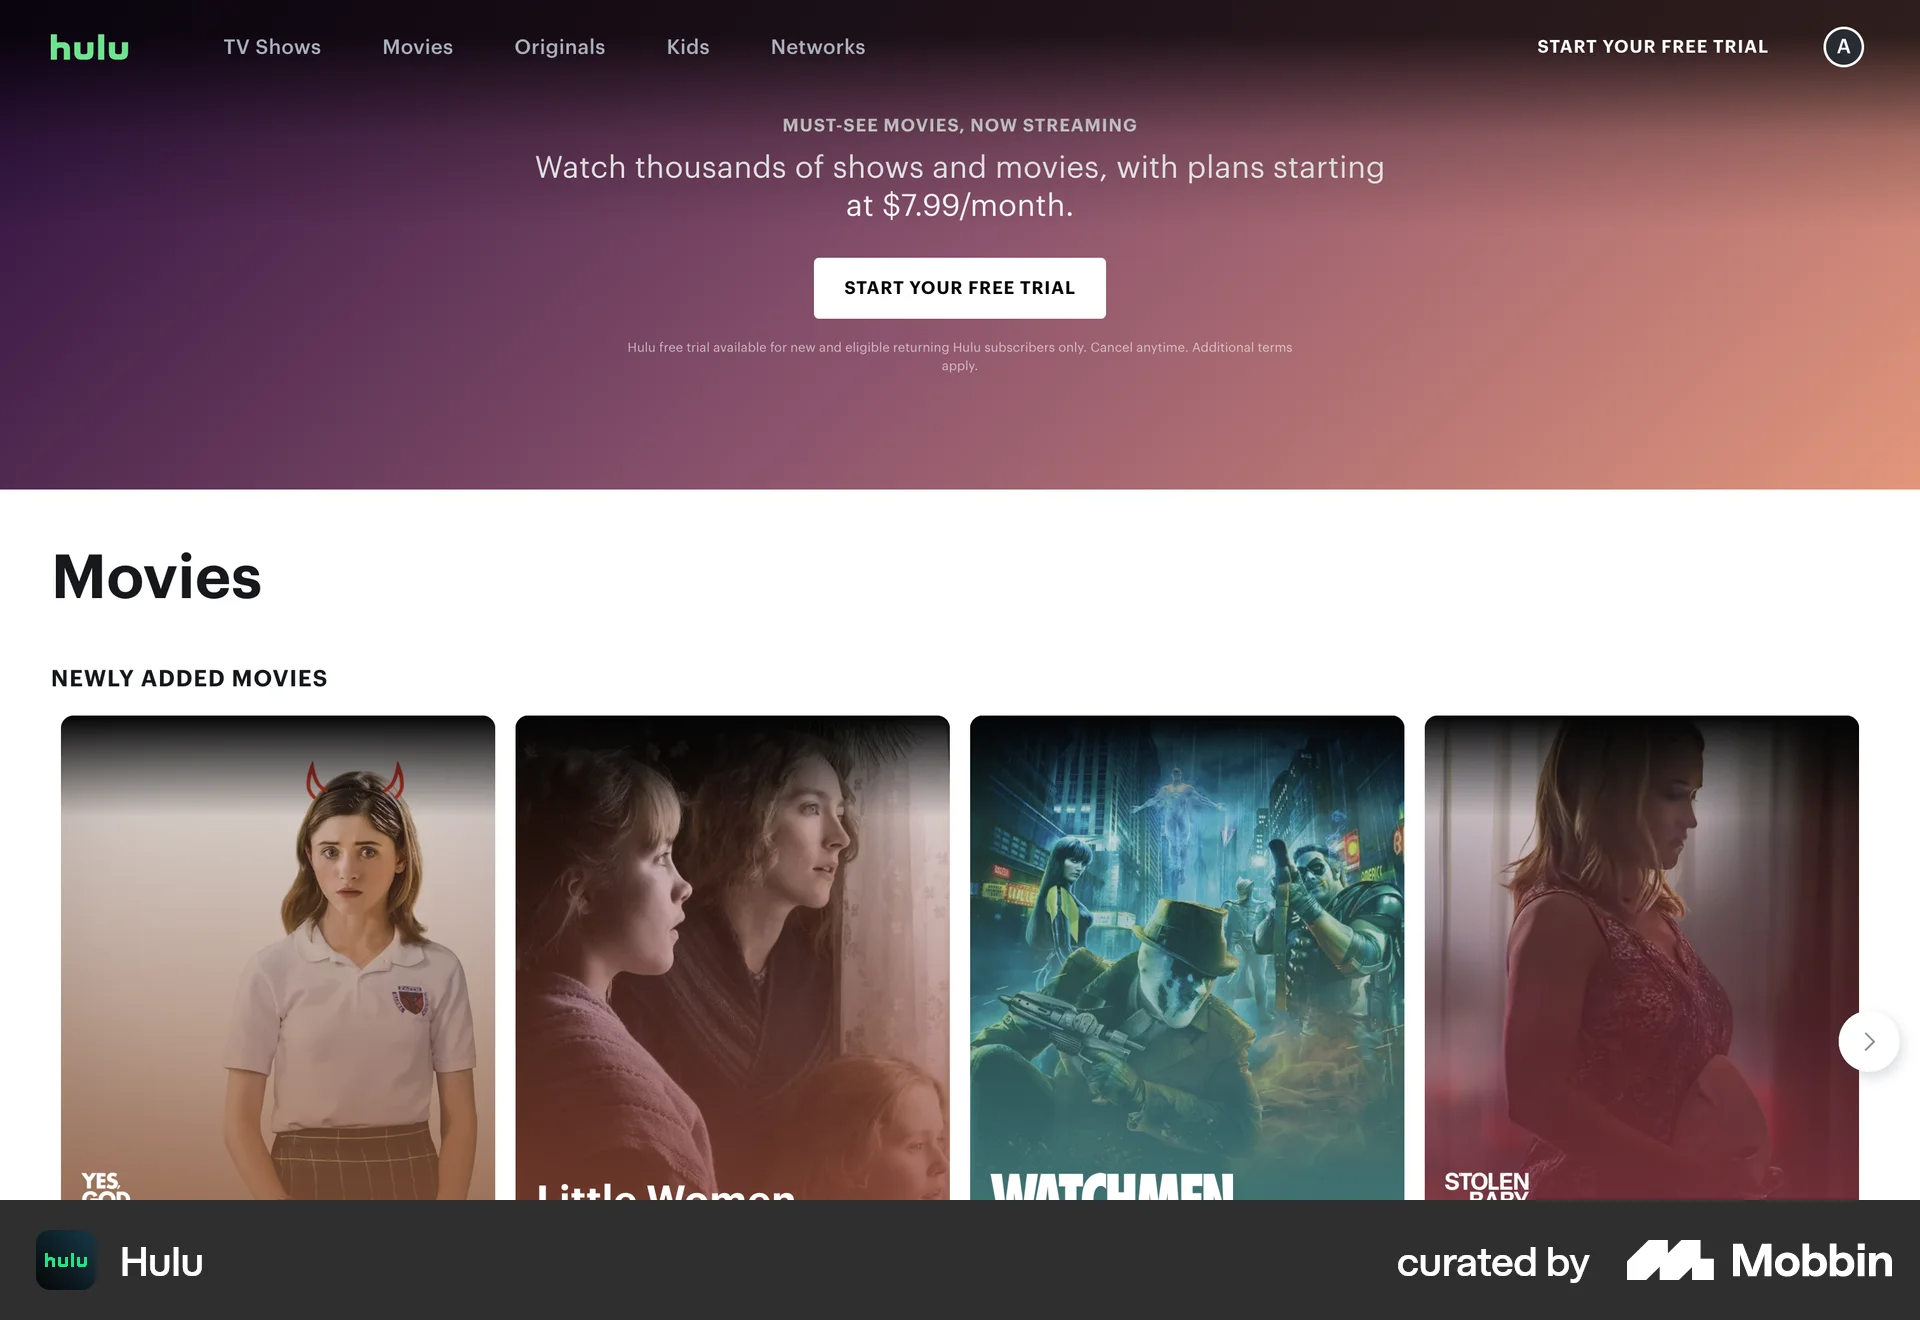 hulu
TV Shows Movies Originals Kids Networks START YOUR FREE TRIAL A
MUST-SEE MOVIES, NOW STREAMING
Watch thousands of shows and movies, with plans starting
at $7.99/month.
START YOUR FREE TRIAL
Hulu free trial available for new and eligible returning Hulu subscribers only. Cancel anytime. Additional terms
apply.
Movies
NEWLY ADDED MOVIES
YES,
GOD
Little Women
WATCHMEN
STOLEN
BABY
hulu Hulu curated by Mobbin